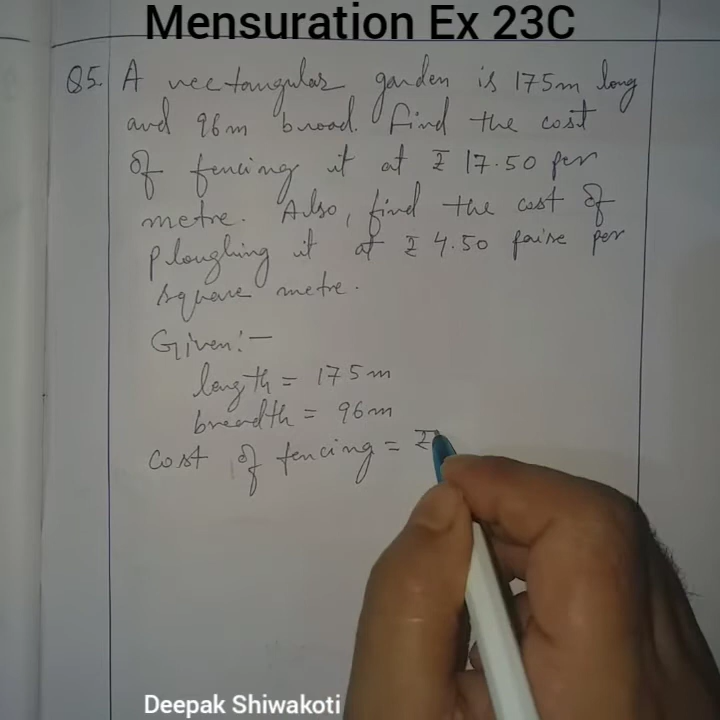 Mensuration Ex 23C
Q5. A rectangular garden is 175m long
and 96m broad. Find the cost
of fencing it at ₹ 17.50 per
metre. Also, find the cost of
ploughing it at ₹ 4.50 paise per
square metre.
Given:-
length = 175m
breadth = 96m
cost of fencing = ₹
Deepak Shiwakoti